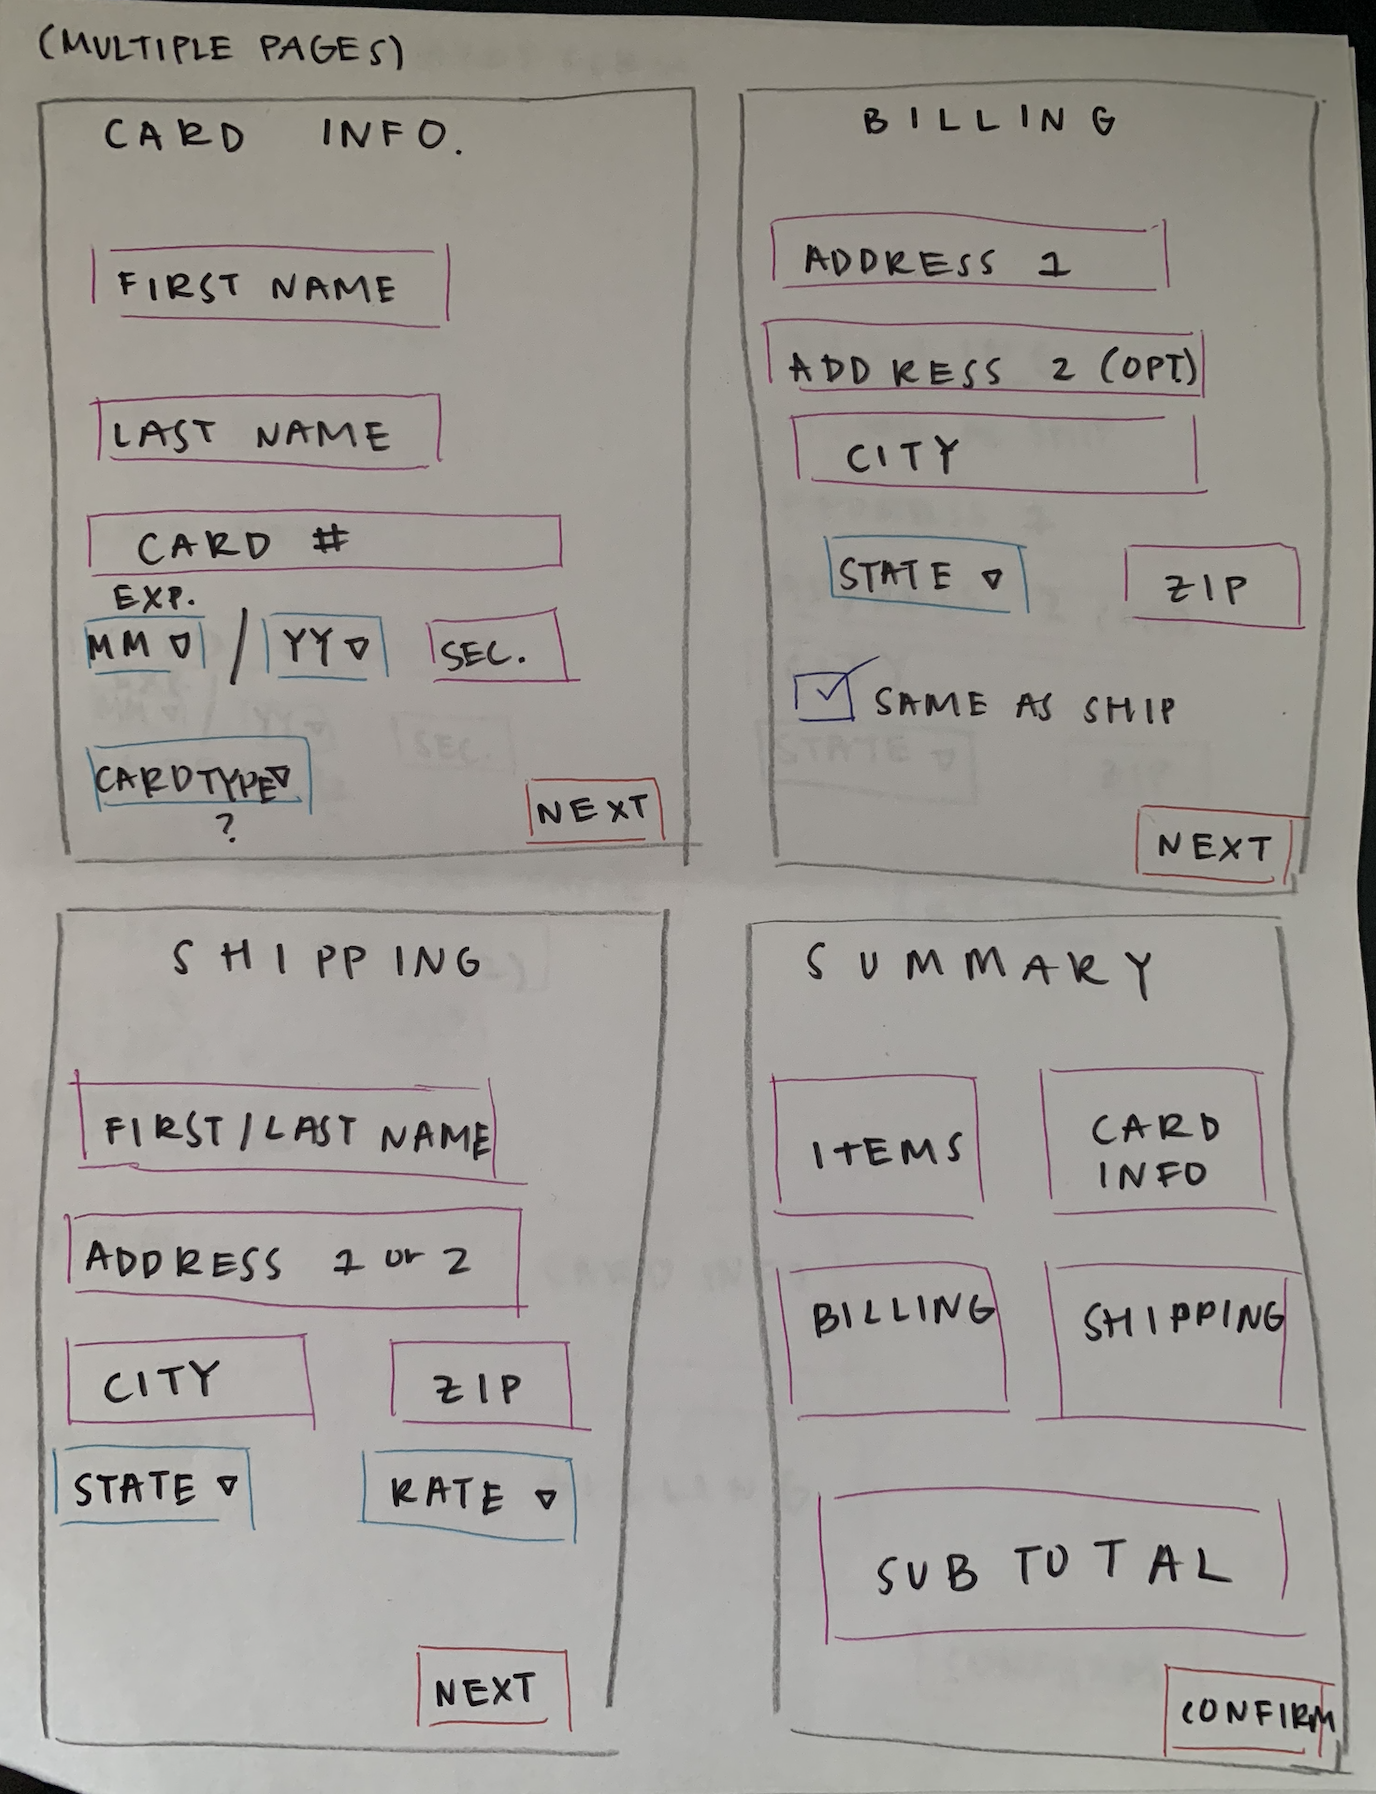 (MULTIPLE PAGES)
CARD INFO.
FIRST NAME
LAST NAME
CARD #
EXP.
MM / YY SEC.
CARDTYPE
?
NEXT
BILLING
ADDRESS 1
ADDRESS 2 (OPT)
CITY
STATE ZIP
SAME AS SHIP
NEXT
SHIPPING
FIRST/LAST NAME
ADDRESS 1 or 2
CITY ZIP
STATE RATE
NEXT
SUMMARY
ITEMS
CARD
INFO
BILLING
SHIPPING
SUBTOTAL
CONFIRM